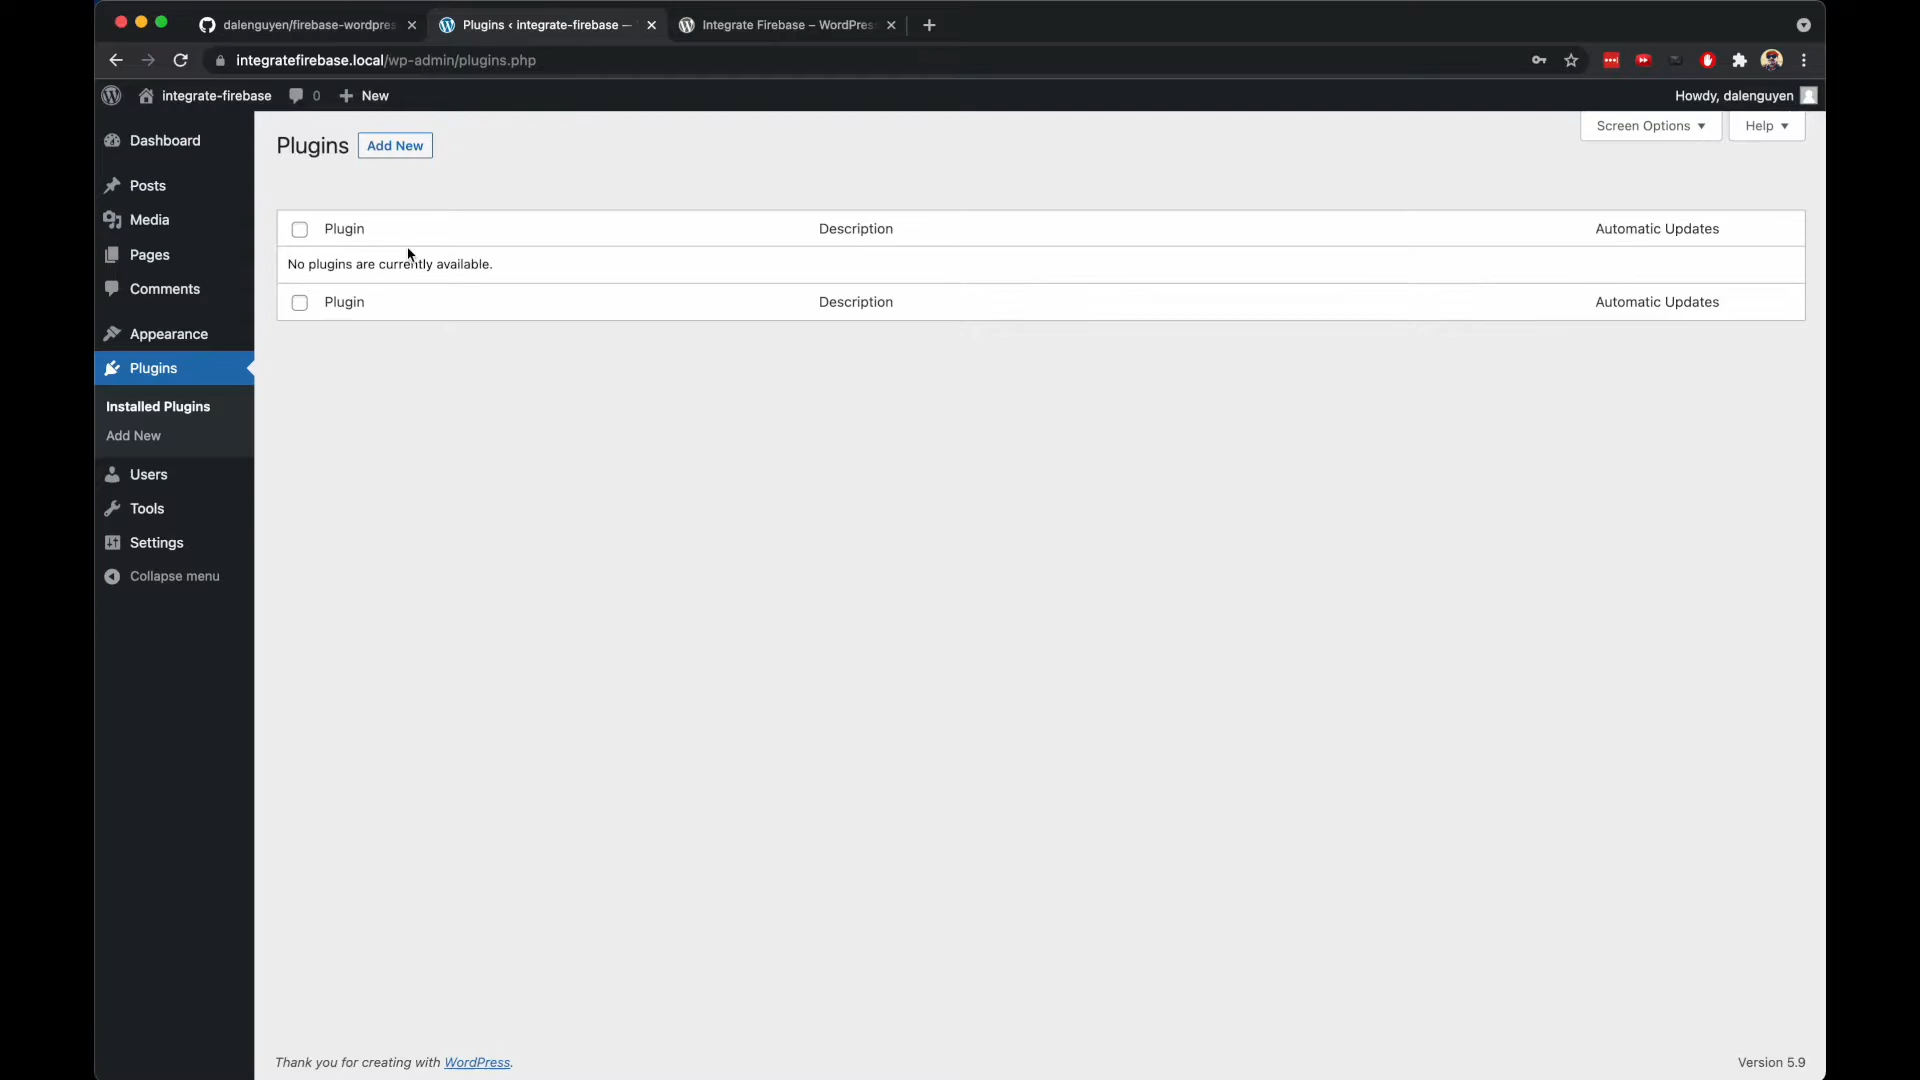 dalenguyen/firebase-wordpres
Plugins ‹ integrate-firebase —
Integrate Firebase – WordPress
integratefirebase.local/wp-admin/plugins.php
integrate-firebase
0
New
Howdy, dalenguyen
Dashboard
Posts
Media
Pages
Comments
Appearance
Plugins
Installed Plugins
Add New
Users
Tools
Settings
Collapse menu
Plugins
Add New
Screen Options
Help
Plugin
Description
Automatic Updates
No plugins are currently available.
Plugin
Description
Automatic Updates
Thank you for creating with WordPress.
Version 5.9